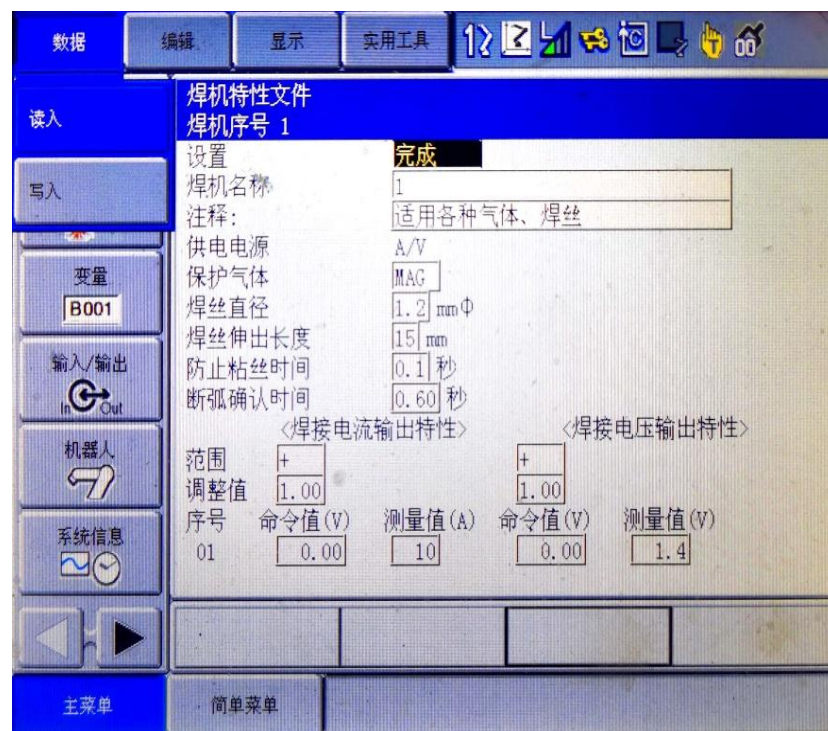 数据 编辑 显示 实用工具
读入
写入
变量
B001
输入/输出
In Out
机器人
系统信息
主菜单 简单菜单
焊机特性文件
焊机序号 1
设置 完成
焊机名称 1
注释: 适用各种气体、焊丝
供电电源 A/V
保护气体 MAG
焊丝直径 1.2 mmΦ
焊丝伸出长度 15 mm
防止粘丝时间 0.1 秒
断弧确认时间 0.60 秒
<焊接电流输出特性> <焊接电压输出特性>
范围 + +
调整值 1.00 1.00
序号 命令值(V) 测量值(A) 命令值(V) 测量值(V)
01 0.00 10 0.00 1.4